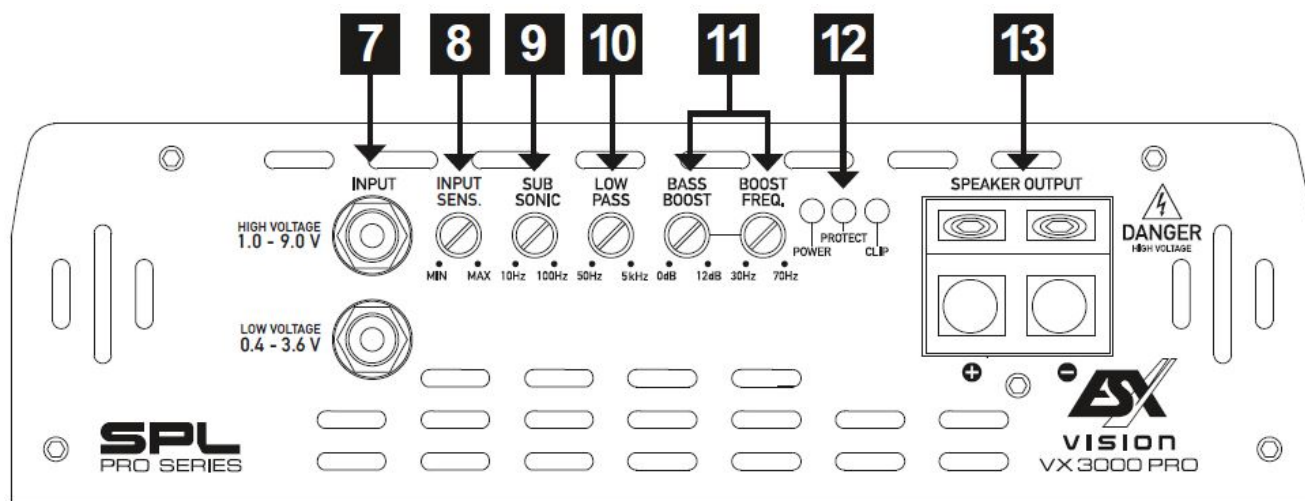 7 8 9 10 11 12 13
INPUT
HIGH VOLTAGE
1.0 - 9.0 V
LOW VOLTAGE
0.4 - 3.6 V
INPUT
SENS.
MIN MAX
SUB
SONIC
10Hz 100Hz
LOW
PASS
50Hz 5kHz
BASS
BOOST
0dB 12dB
BOOST
FREQ.
30Hz 70Hz
POWER
PROTECT
CLIP
SPEAKER OUTPUT
+ −
DANGER
HIGH VOLTAGE
SPL
PRO SERIES
ESX
VISION
VX3000 PRO